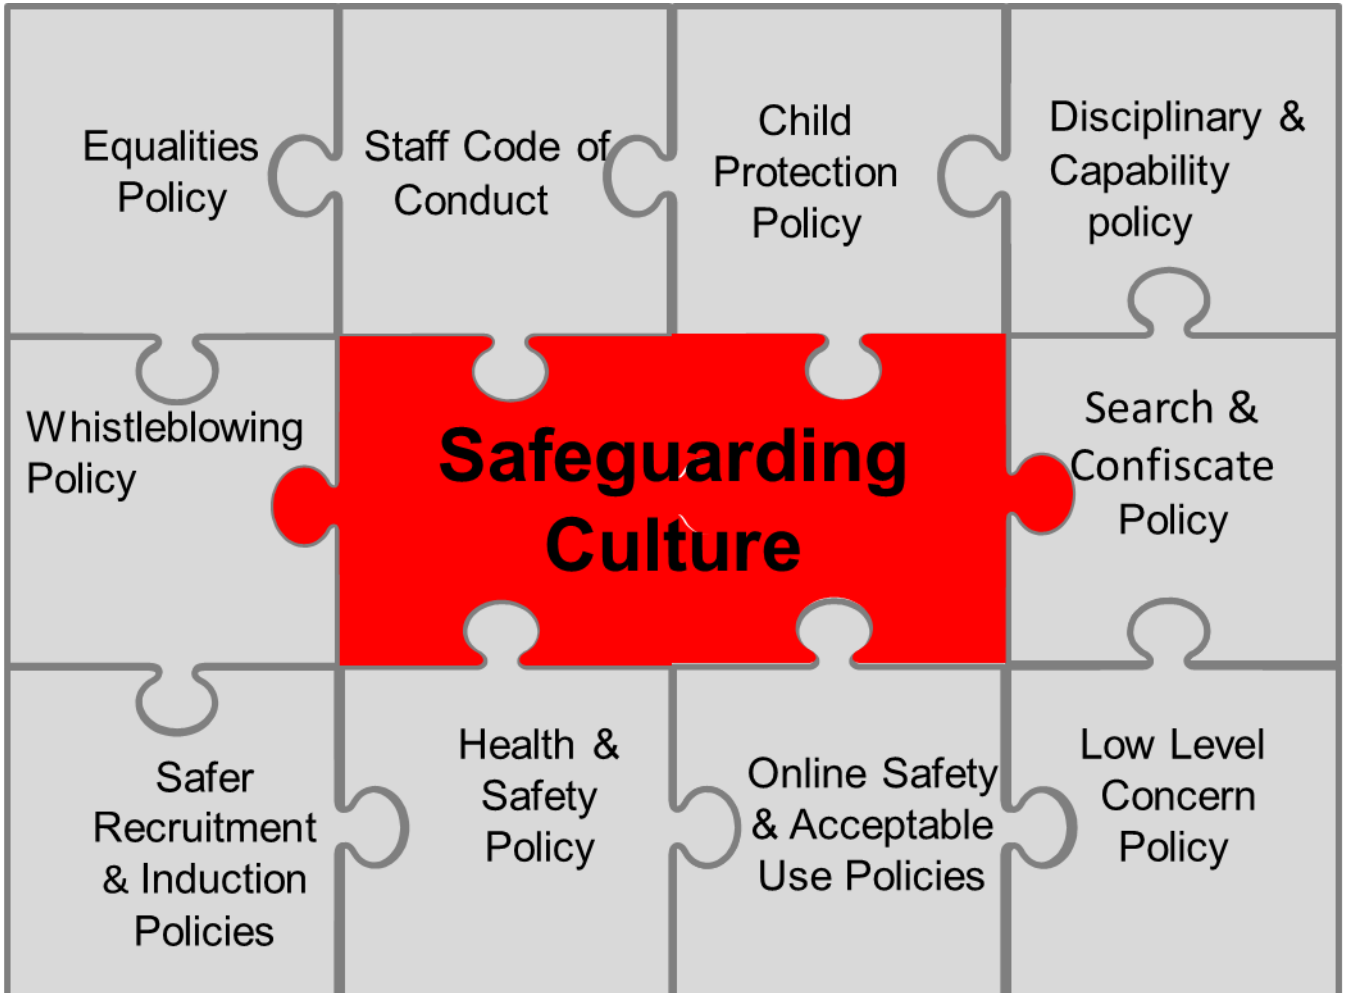 Equalities
Policy
Staff Code of
Conduct
Child
Protection
Policy
Disciplinary &
Capability
policy
Whistleblowing
Policy
Safeguarding
Culture
Search &
Confiscate
Policy
Safer
Recruitment
& Induction
Policies
Health &
Safety
Policy
Online Safety
& Acceptable
Use Policies
Low Level
Concern
Policy